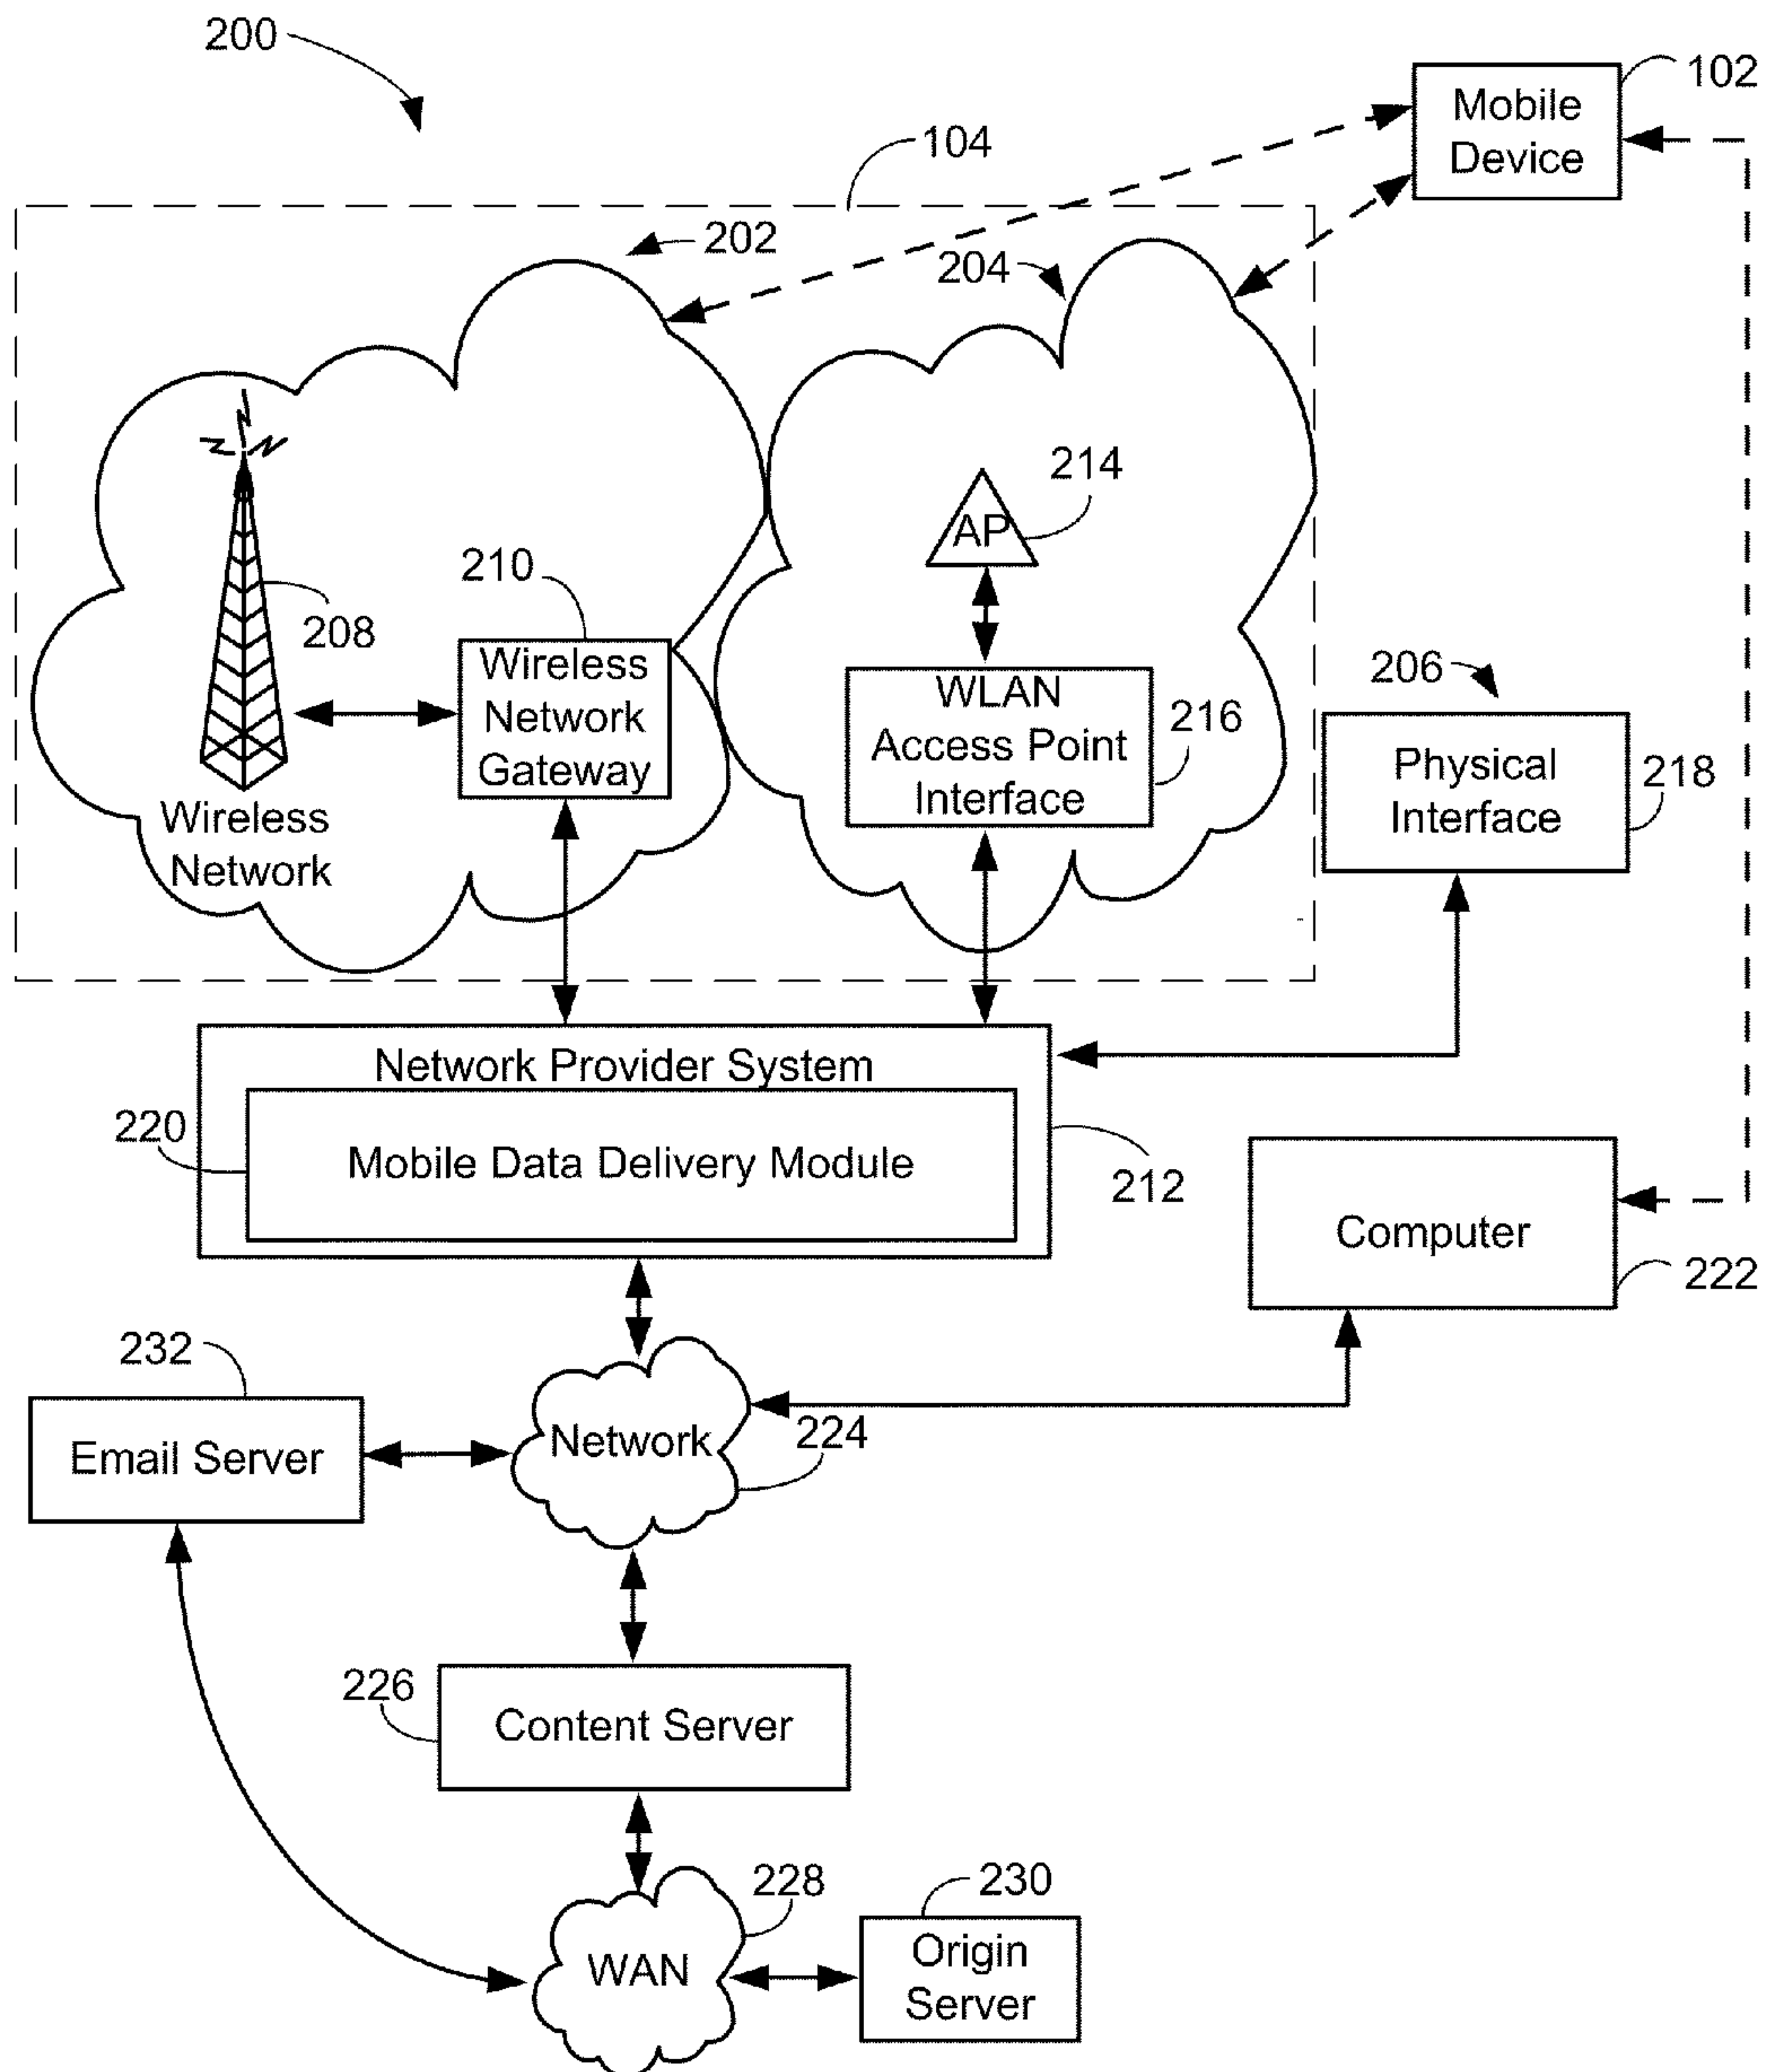 200
102
Mobile
Device
104
202
204
214
AP
210
208
Wireless
Network
Gateway
WLAN
Access Point
Interface
216
206
Physical
Interface
218
Wireless
Network
Network Provider System
220
Mobile Data Delivery Module
212
Computer
222
232
Email Server
Network
224
226
Content Server
228
230
WAN
Origin
Server